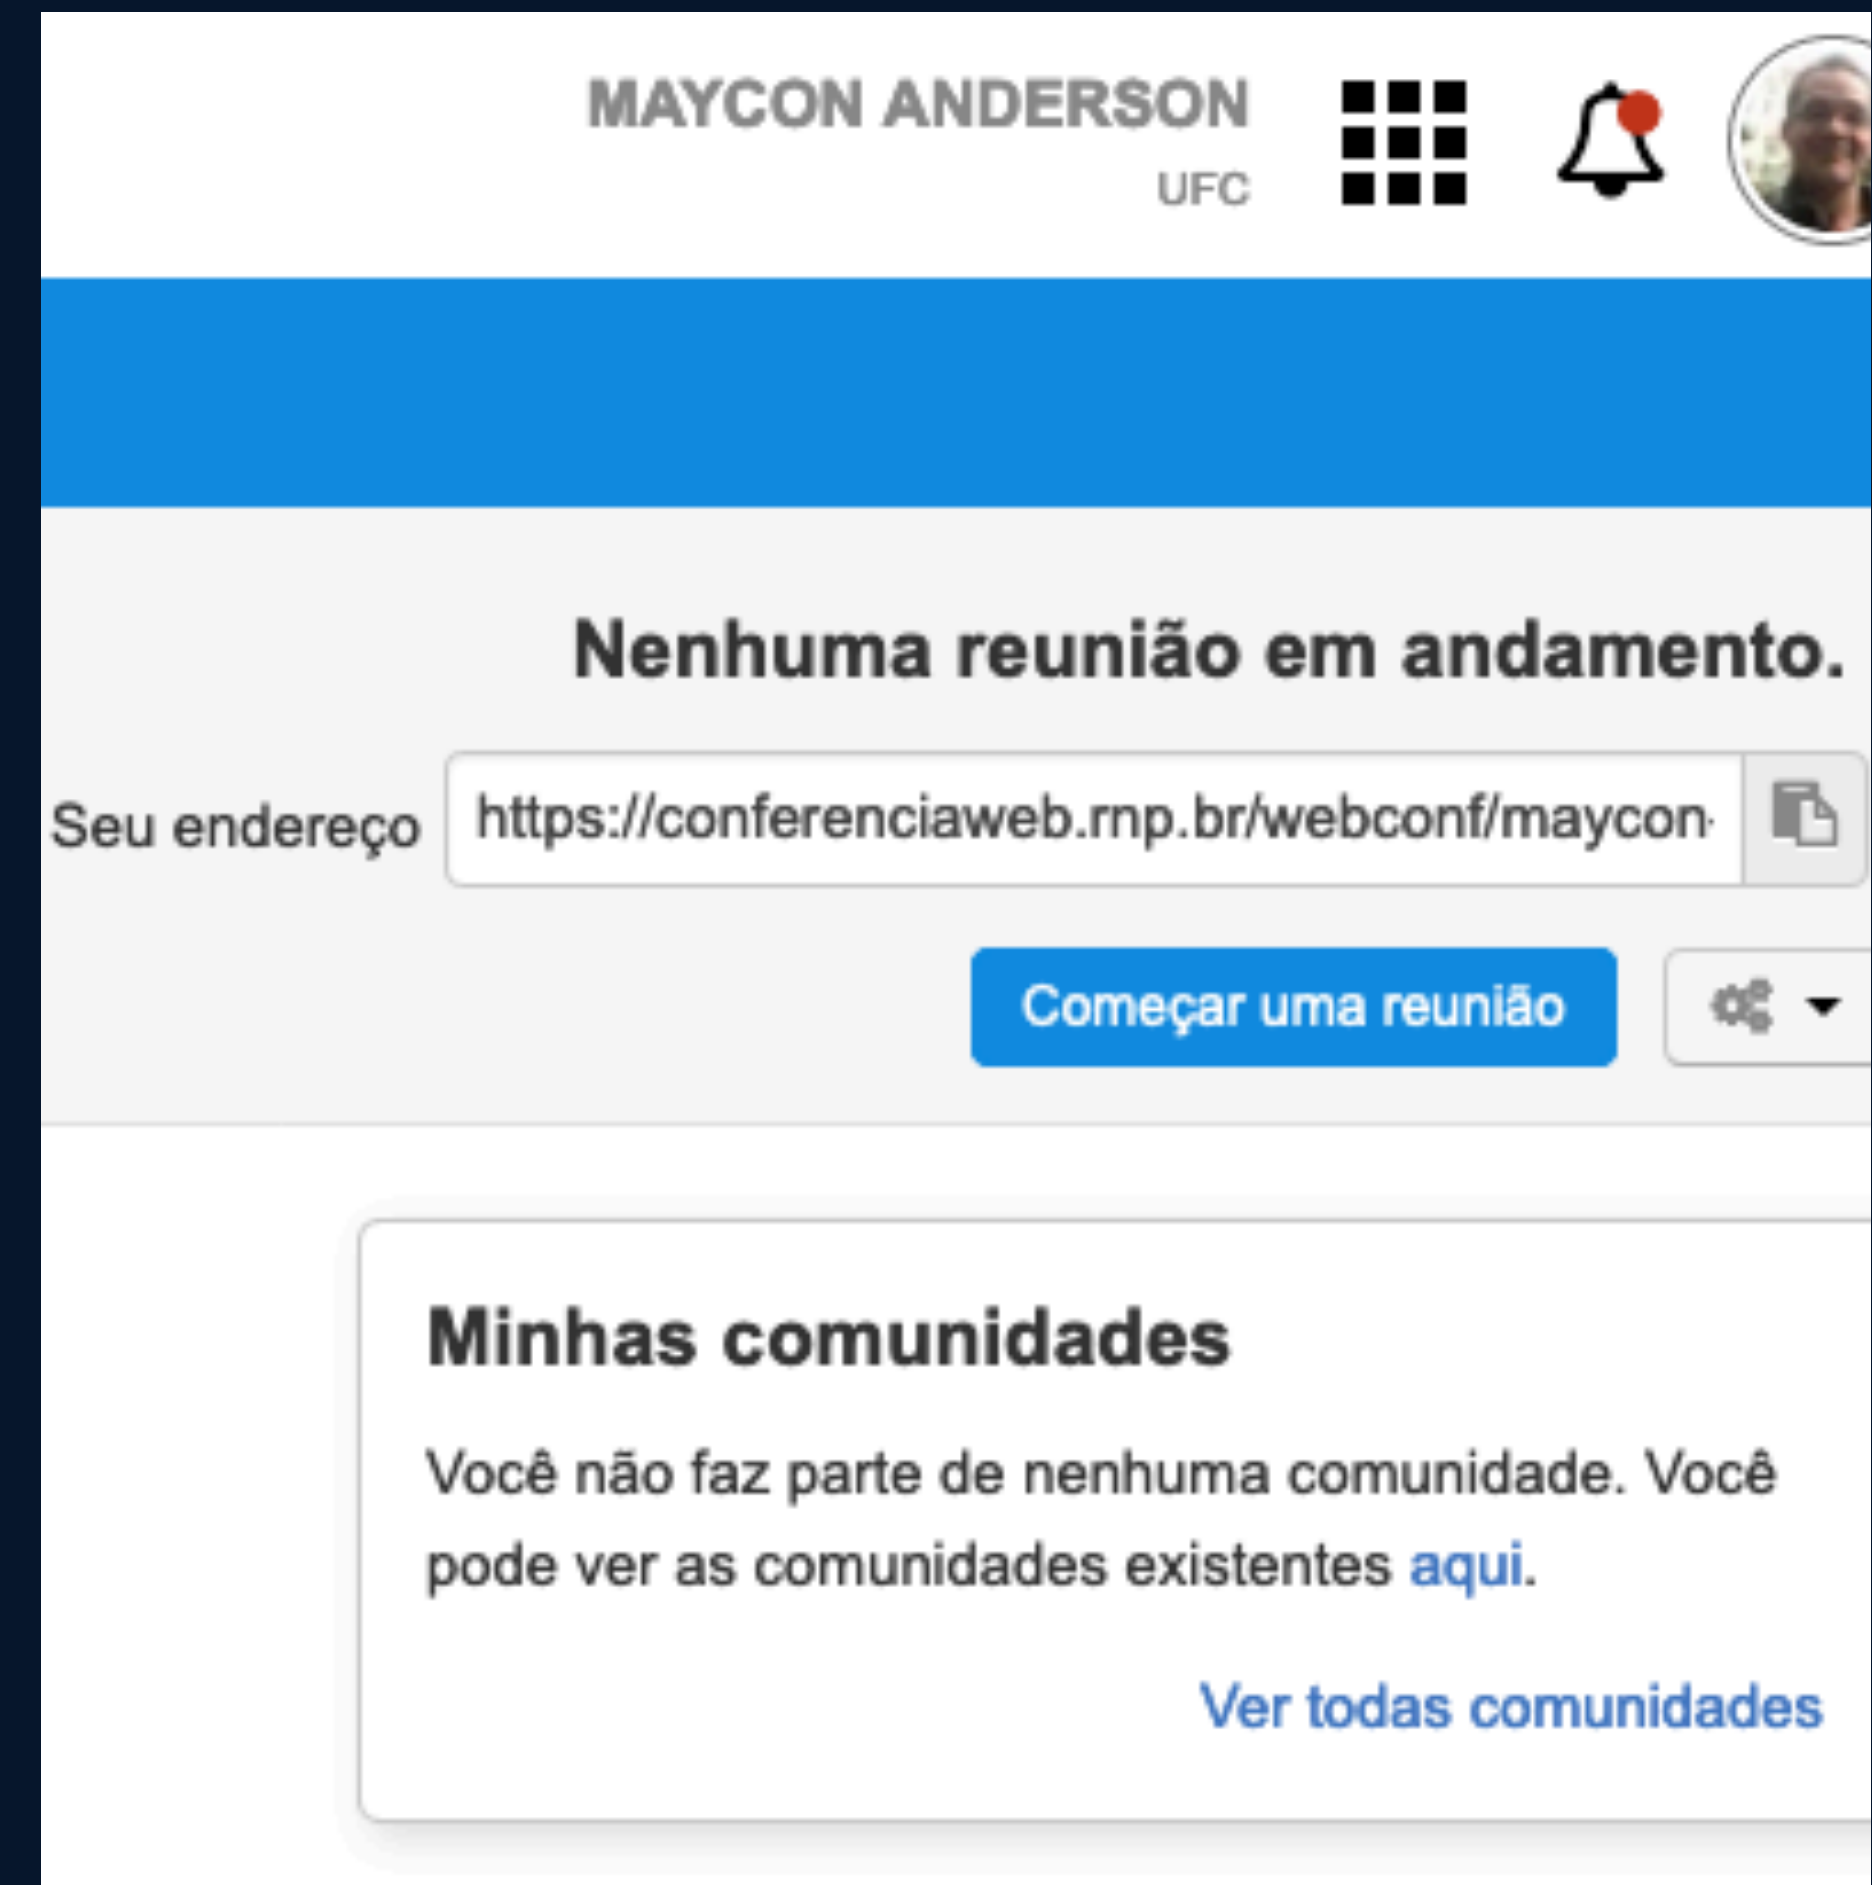 MAYCON ANDERSON
UFC
Nenhuma reunião em andamento.
Seu endereço https://conferenciaweb.rnp.br/webconf/maycon-
Começar uma reunião
Minhas comunidades
Você não faz parte de nenhuma comunidade. Você
pode ver as comunidades existentes aqui.
Ver todas comunidades